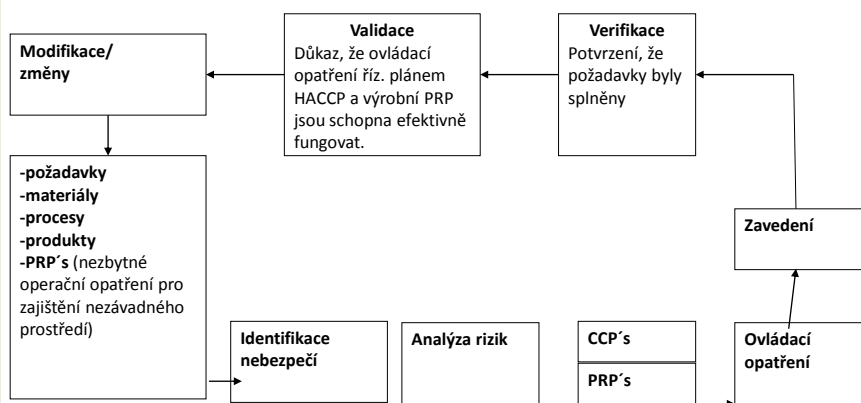 Modifikace/
změny
Validace
Důkaz, že ovládací
opatření říz. plánem
HACCP a výrobní PRP
jsou schopna efektivně
fungovat.
Verifikace
Potvrzení, že
požadavky byly
splněny
-požadavky
-materiály
-procesy
-produkty
-PRP´s (nezbytné
operační opatření pro
zajištění nezávadného
prostředí)
Zavedení
Identifikace
nebezpečí
Analýza rizik
CCP´s
PRP´s
Ovládací
opatření